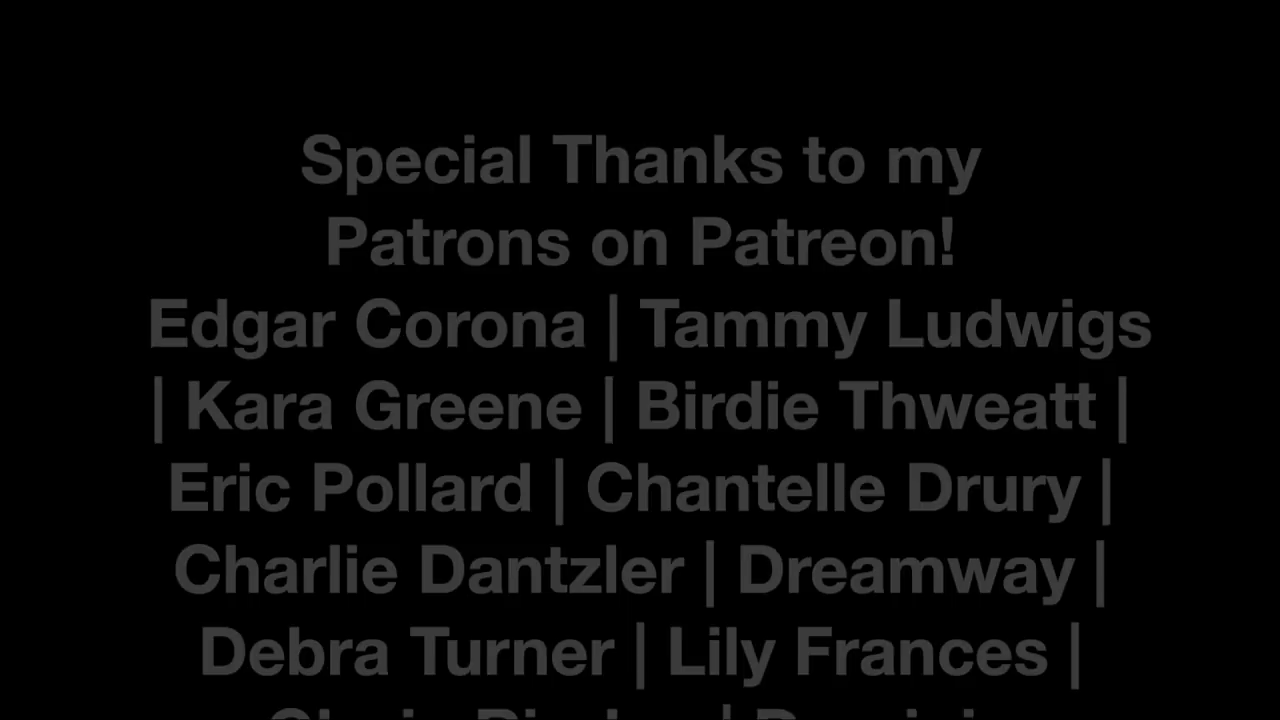 Special Thanks to my
Patrons on Patreon!
Edgar Corona | Tammy Ludwigs
| Kara Greene | Birdie Thweatt |
Eric Pollard | Chantelle Drury |
Charlie Dantzler | Dreamway |
Debra Turner | Lily Frances |